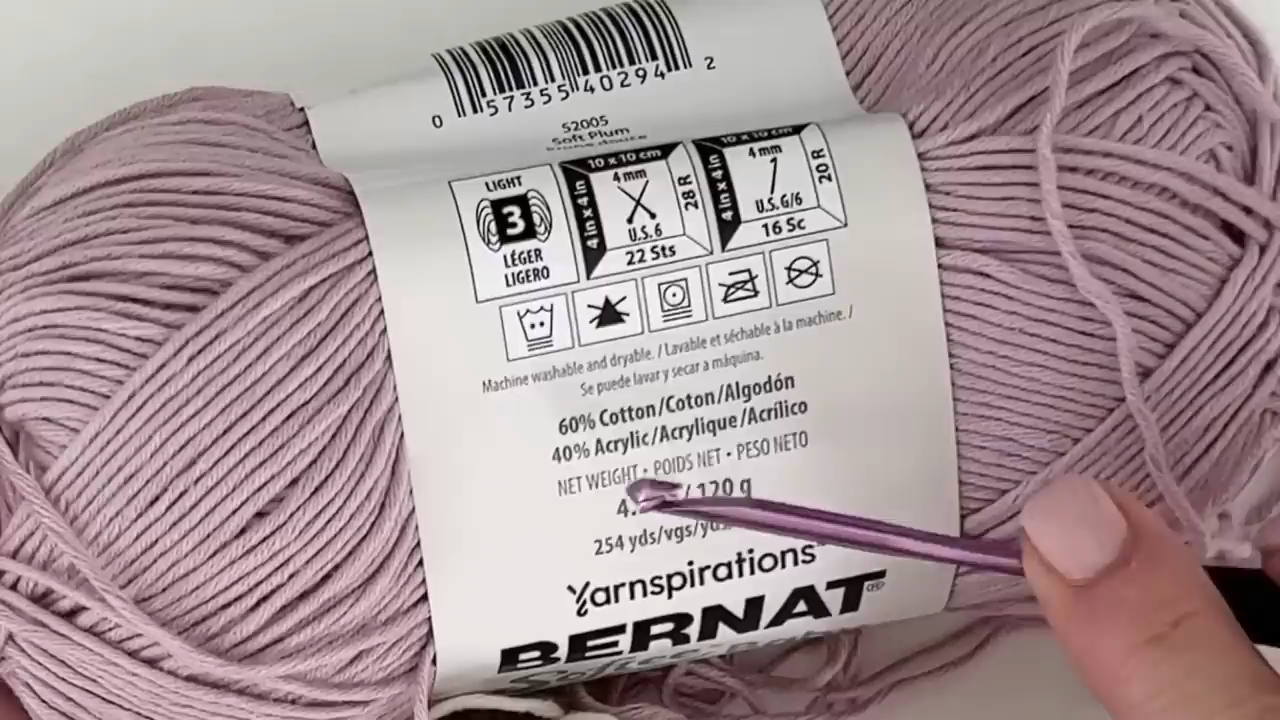 0 57355 40294 2
52005
Soft Plum
LIGHT
3
LÉGER
LIGERO
10 x 10 cm
4 in x 4 in
4 mm
U.S. 6
28 R
22 Sts
10 x 10 cm
4 in x 4 in
4 mm
U.S. G/6
20 R
16 Sc
Machine washable and dryable. / Lavable et séchable à la machine. /
Se puede lavar y secar a máquina.
60% Cotton/Coton/Algodón
40% Acrylic/Acrylique/Acrílico
NET WEIGHT • POIDS NET • PESO NETO
4. / 120 g
254 yds/vgs/
Yarnspirations™
BERNAT®